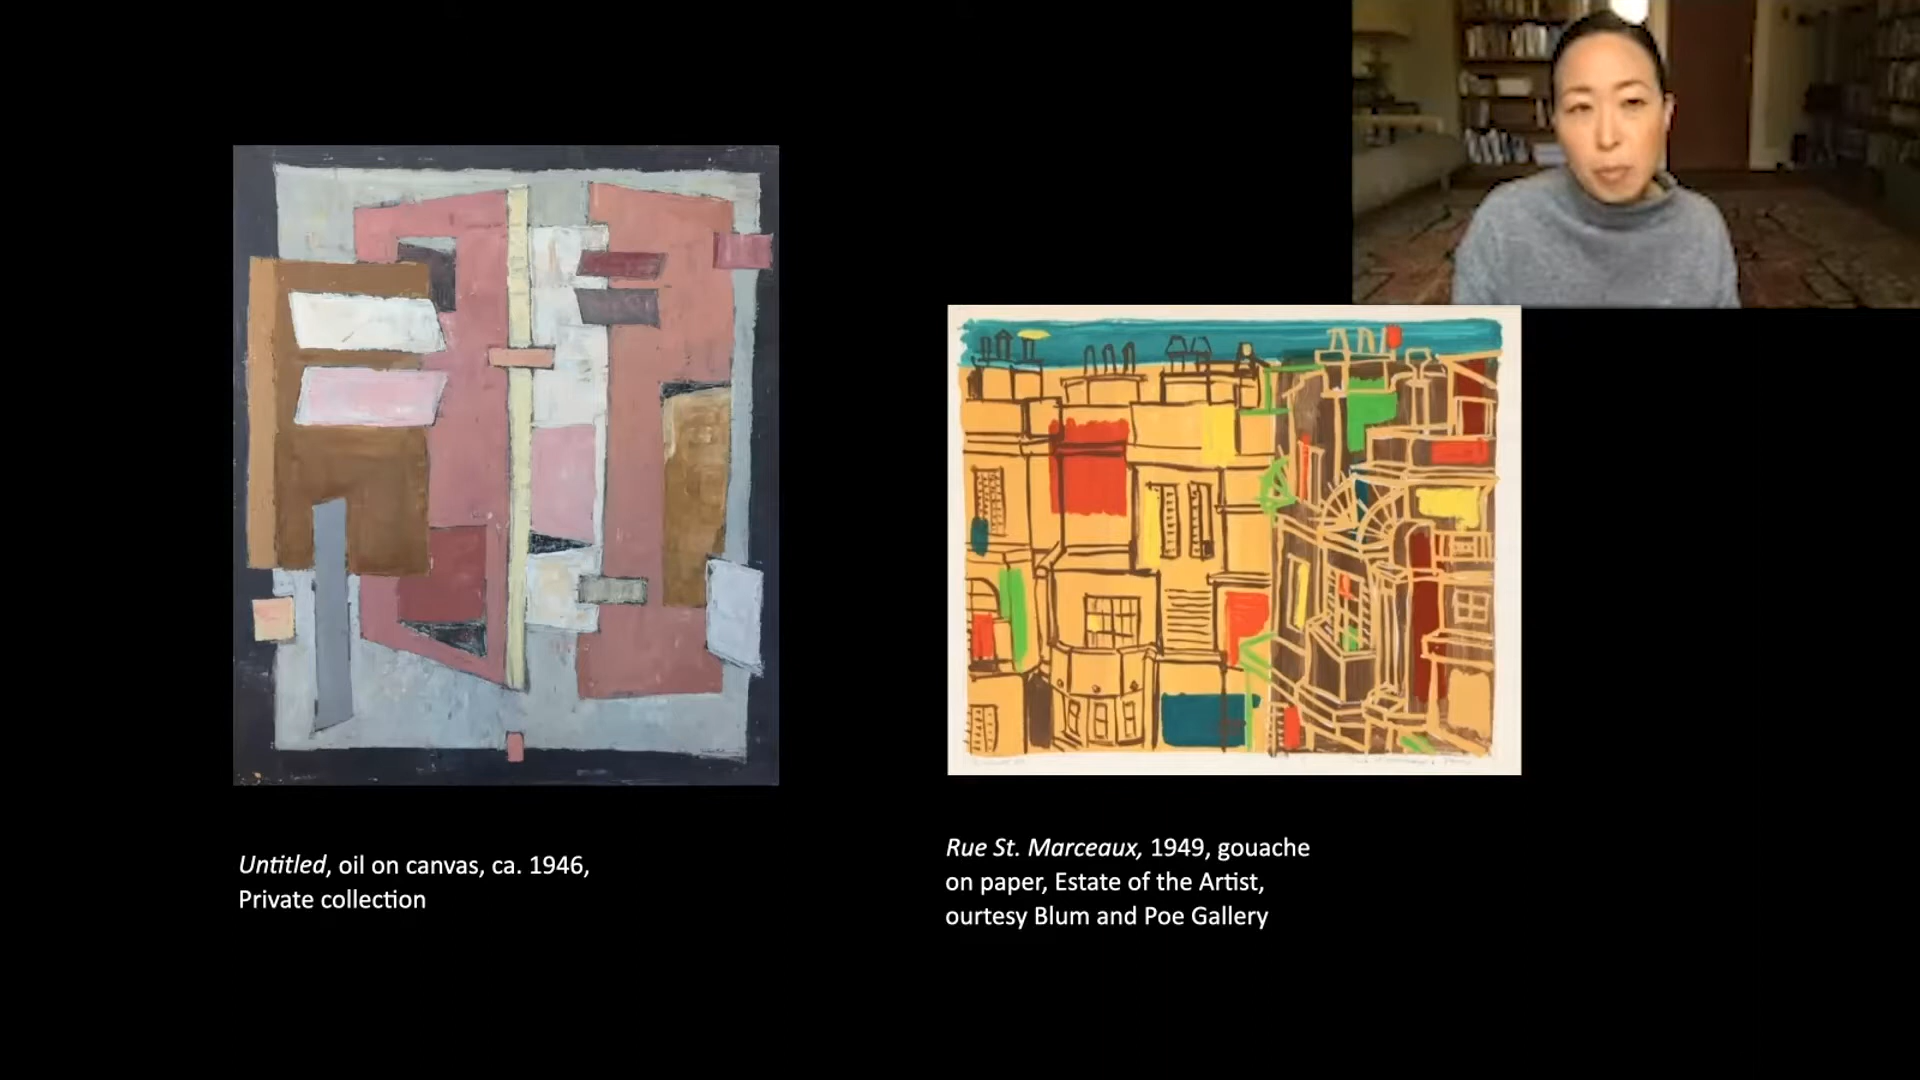 Untitled, oil on canvas, ca. 1946,
Private collection
Rue St. Marceaux, 1949, gouache
on paper, Estate of the Artist,
ourtesy Blum and Poe Gallery